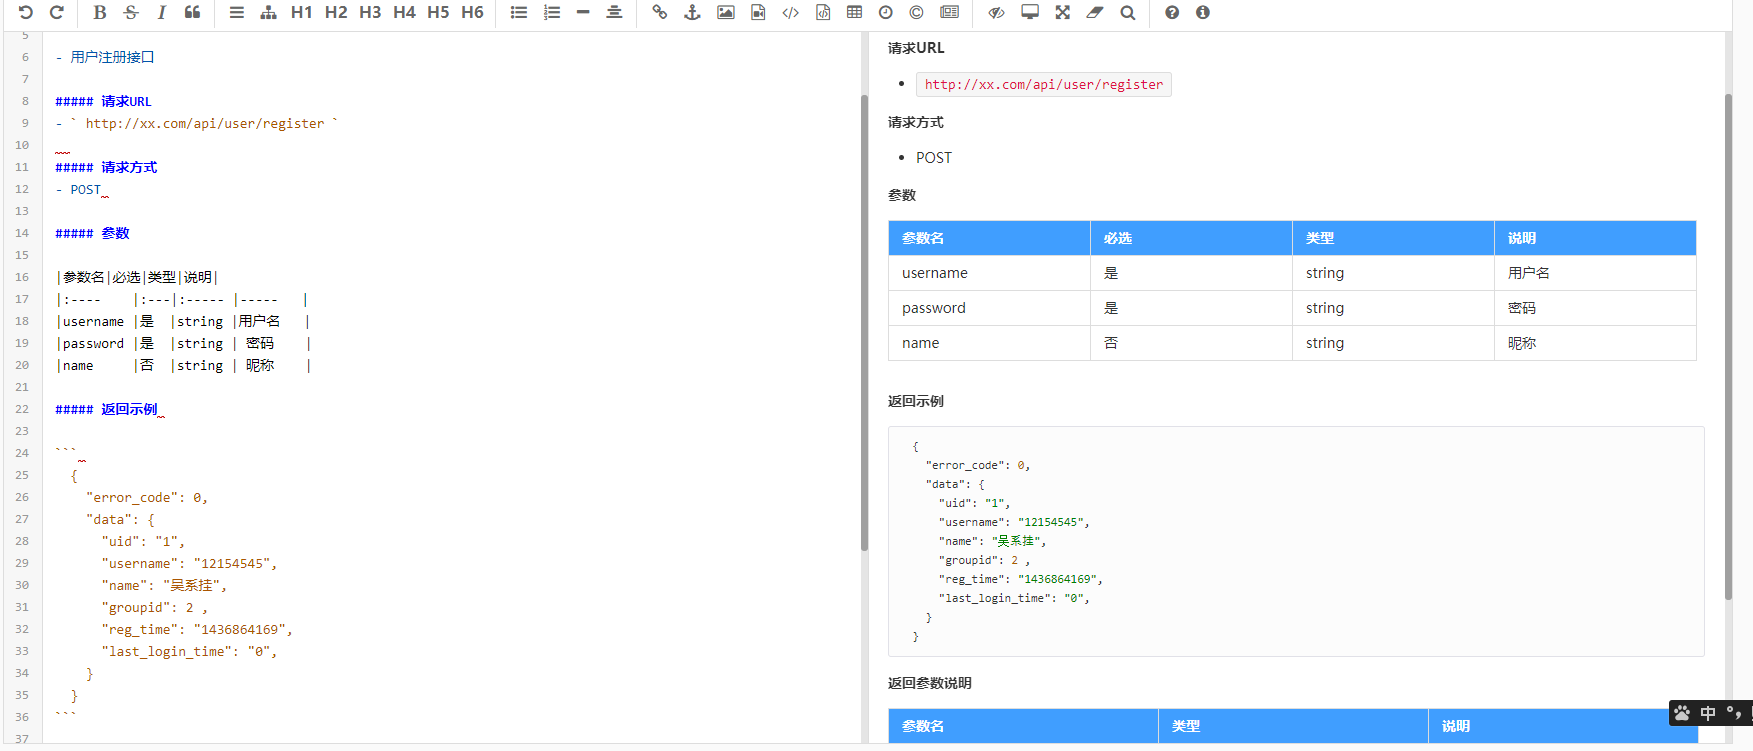 H1 H2 H3 H4 H5 H6
5
6 - 用户注册接口
7
8 ##### 请求URL
9 - ` http://xx.com/api/user/register `
10
11 ##### 请求方式
12 - POST
13
14 ##### 参数
15
16 |参数名|必选|类型|说明|
17 |:---- |:---|:----- |----- |
18 |username |是 |string |用户名 |
19 |password |是 |string | 密码 |
20 |name |否 |string | 昵称 |
21
22 ##### 返回示例
23
24 ```
25 {
26 "error_code": 0,
27 "data": {
28 "uid": "1",
29 "username": "12154545",
30 "name": "吴系挂",
31 "groupid": 2 ,
32 "reg_time": "1436864169",
33 "last_login_time": "0",
34 }
35 }
36 ```
37
请求URL
• http://xx.com/api/user/register
请求方式
• POST
参数
参数名 必选 类型 说明
username 是 string 用户名
password 是 string 密码
name 否 string 昵称
返回示例
{
"error_code": 0,
"data": {
"uid": "1",
"username": "12154545",
"name": "吴系挂",
"groupid": 2 ,
"reg_time": "1436864169",
"last_login_time": "0",
}
}
返回参数说明
参数名 类型 说明
中 °,